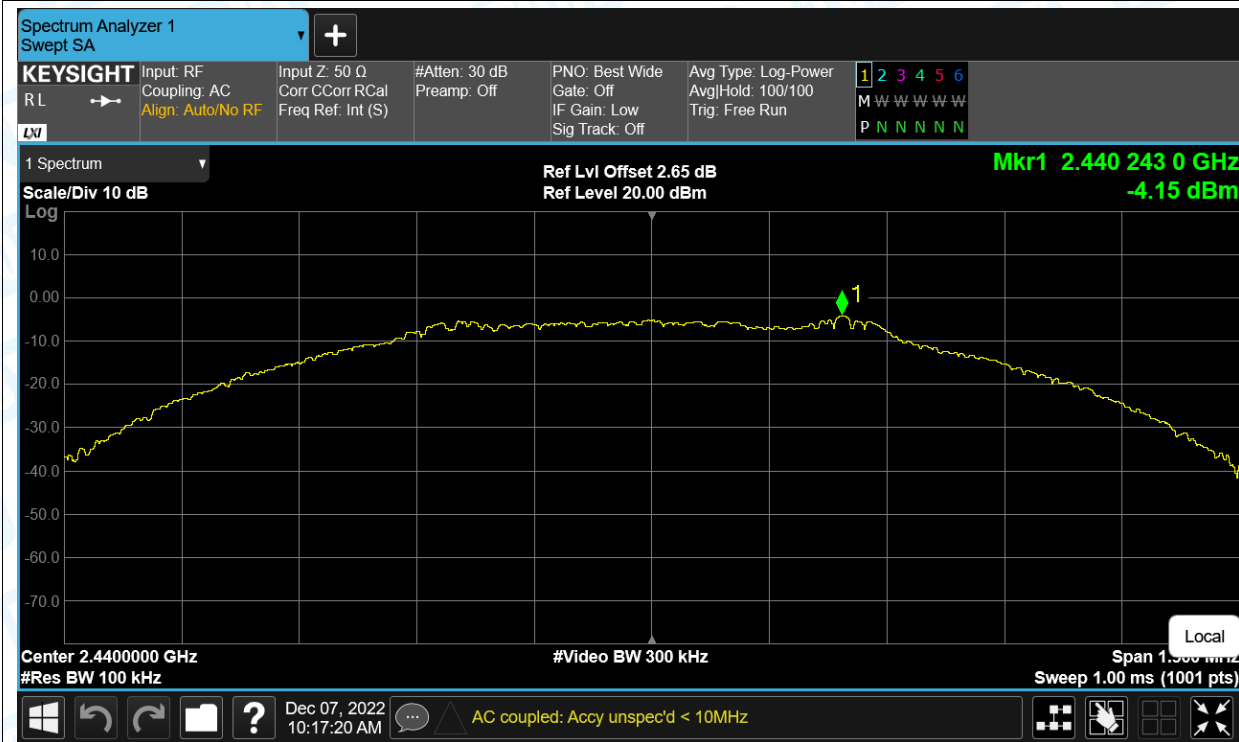 Spectrum Analyzer 1
Swept SA
KEYSIGHT
R L
LXI
Input: RF
Coupling: AC
Align: Auto/No RF
Input Z: 50 Ω
Corr CCorr RCal
Freq Ref: Int (S)
#Atten: 30 dB
Preamp: Off
PNO: Best Wide
Gate: Off
IF Gain: Low
Sig Track: Off
Avg Type: Log-Power
Avg|Hold: 100/100
Trig: Free Run
1 2 3 4 5 6
M W W W W W
P N N N N N
1 Spectrum
Scale/Div 10 dB
Log
Ref Lvl Offset 2.65 dB
Ref Level 20.00 dBm
Mkr1 2.440 243 0 GHz
-4.15 dBm
10.0
0.00
1
-10.0
-20.0
-30.0
-40.0
-50.0
-60.0
-70.0
Local
Center 2.4400000 GHz
#Video BW 300 kHz
Span
#Res BW 100 kHz
Sweep 1.00 ms (1001 pts)
?
Dec 07, 2022
10:17:20 AM
AC coupled: Accy unspec'd < 10MHz